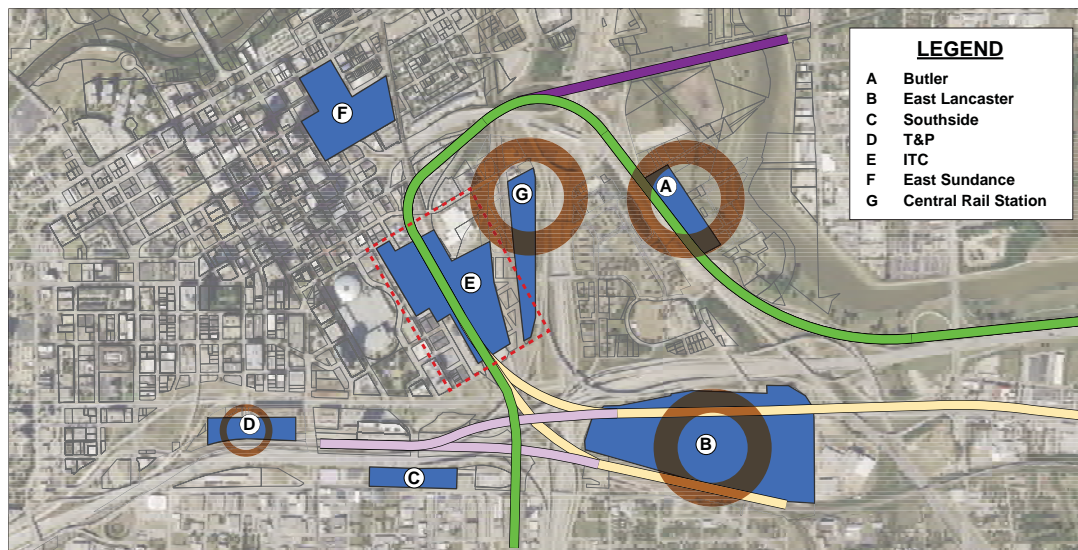 LEGEND
A Butler
B East Lancaster
C Southside
D T&P
E ITC
F East Sundance
G Central Rail Station
F
G
A
E
D
B
C